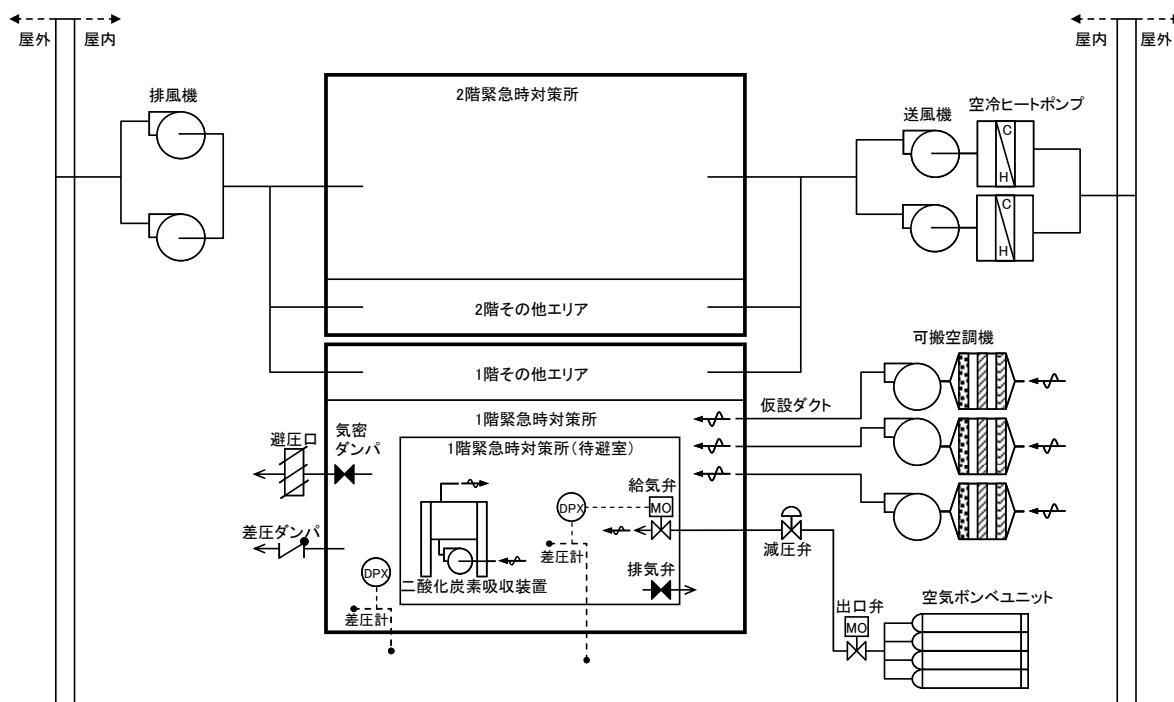 屋外
屋内
屋内
屋外
排風機
2階緊急時対策所
送風機
空冷ヒートポンプ
C
H
C
H
2階その他エリア
可搬空調機
1階その他エリア
仮設ダクト
1階緊急時対策所
避圧口
気密
ダンパ
1階緊急時対策所(待避室)
給気弁
DPX
MO
差圧ダンパ
差圧計
減圧弁
DPX
排気弁
二酸化炭素吸収装置
差圧計
出口弁
MO
空気ボンベユニット